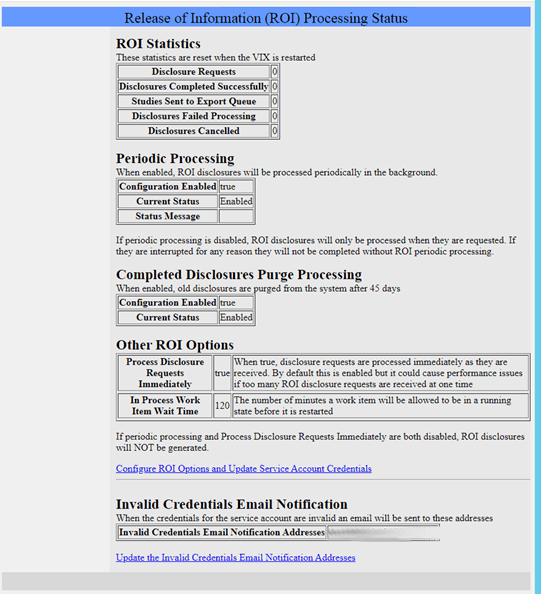 Release of Information (ROI) Processing Status
ROI Statistics
These statistics are reset when the VIX is restarted
Disclosure Requests 0
Disclosures Completed Successfully 0
Studies Sent to Export Queue 0
Disclosures Failed Processing 0
Disclosures Cancelled 0
Periodic Processing
When enabled, ROI disclosures will be processed periodically in the background.
Configuration Enabled true
Current Status Enabled
Status Message
If periodic processing is disabled, ROI disclosures will only be processed when they are requested. If
they are interrupted for any reason they will not be completed without ROI periodic processing.
Completed Disclosures Purge Processing
When enabled, old disclosures are purged from the system after 45 days
Configuration Enabled true
Current Status Enabled
Other ROI Options
Process Disclosure
Requests
Immediately
true
When true, disclosure requests are processed immediately as they are
received. By default this is enabled but it could cause performance issues
if too many ROI disclosure requests are received at one time
In Process Work
Item Wait Time
120
The number of minutes a work item will be allowed to be in a running
state before it is restarted
If periodic processing and Process Disclosure Requests Immediately are both disabled, ROI disclosures
will NOT be generated.
Configure ROI Options and Update Service Account Credentials
Invalid Credentials Email Notification
When the credentials for the service account are invalid an email will be sent to these addresses
Invalid Credentials Email Notification Addresses
Update the Invalid Credentials Email Notification Addresses